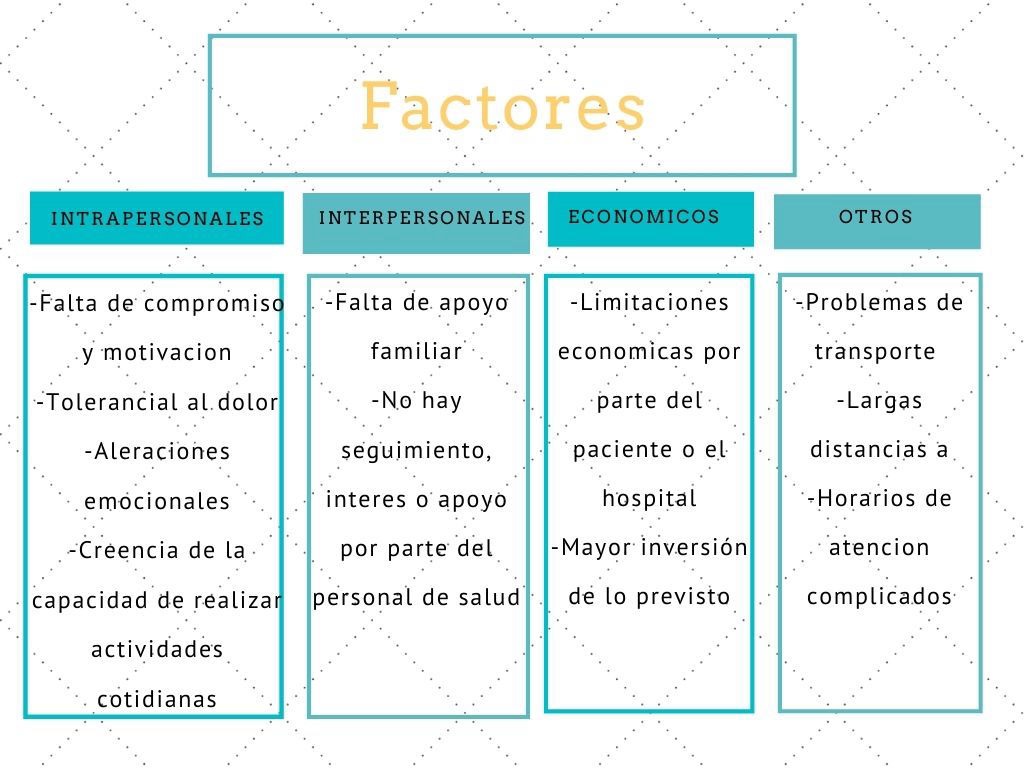 Factores
INTRAPERSONALES
-Falta de compromiso
y motivacion
-Tolerancial al dolor
-Aleraciones
emocionales
-Creencia de la
capacidad de realizar
actividades
cotidianas
INTERPERSONALES
-Falta de apoyo
familiar
-No hay
seguimiento,
interes o apoyo
por parte del
personal de salud
ECONOMICOS
-Limitaciones
economicas por
parte del
paciente o el
hospital
-Mayor inversión
de lo previsto
OTROS
-Problemas de
transporte
-Largas
distancias a
-Horarios de
atencion
complicados